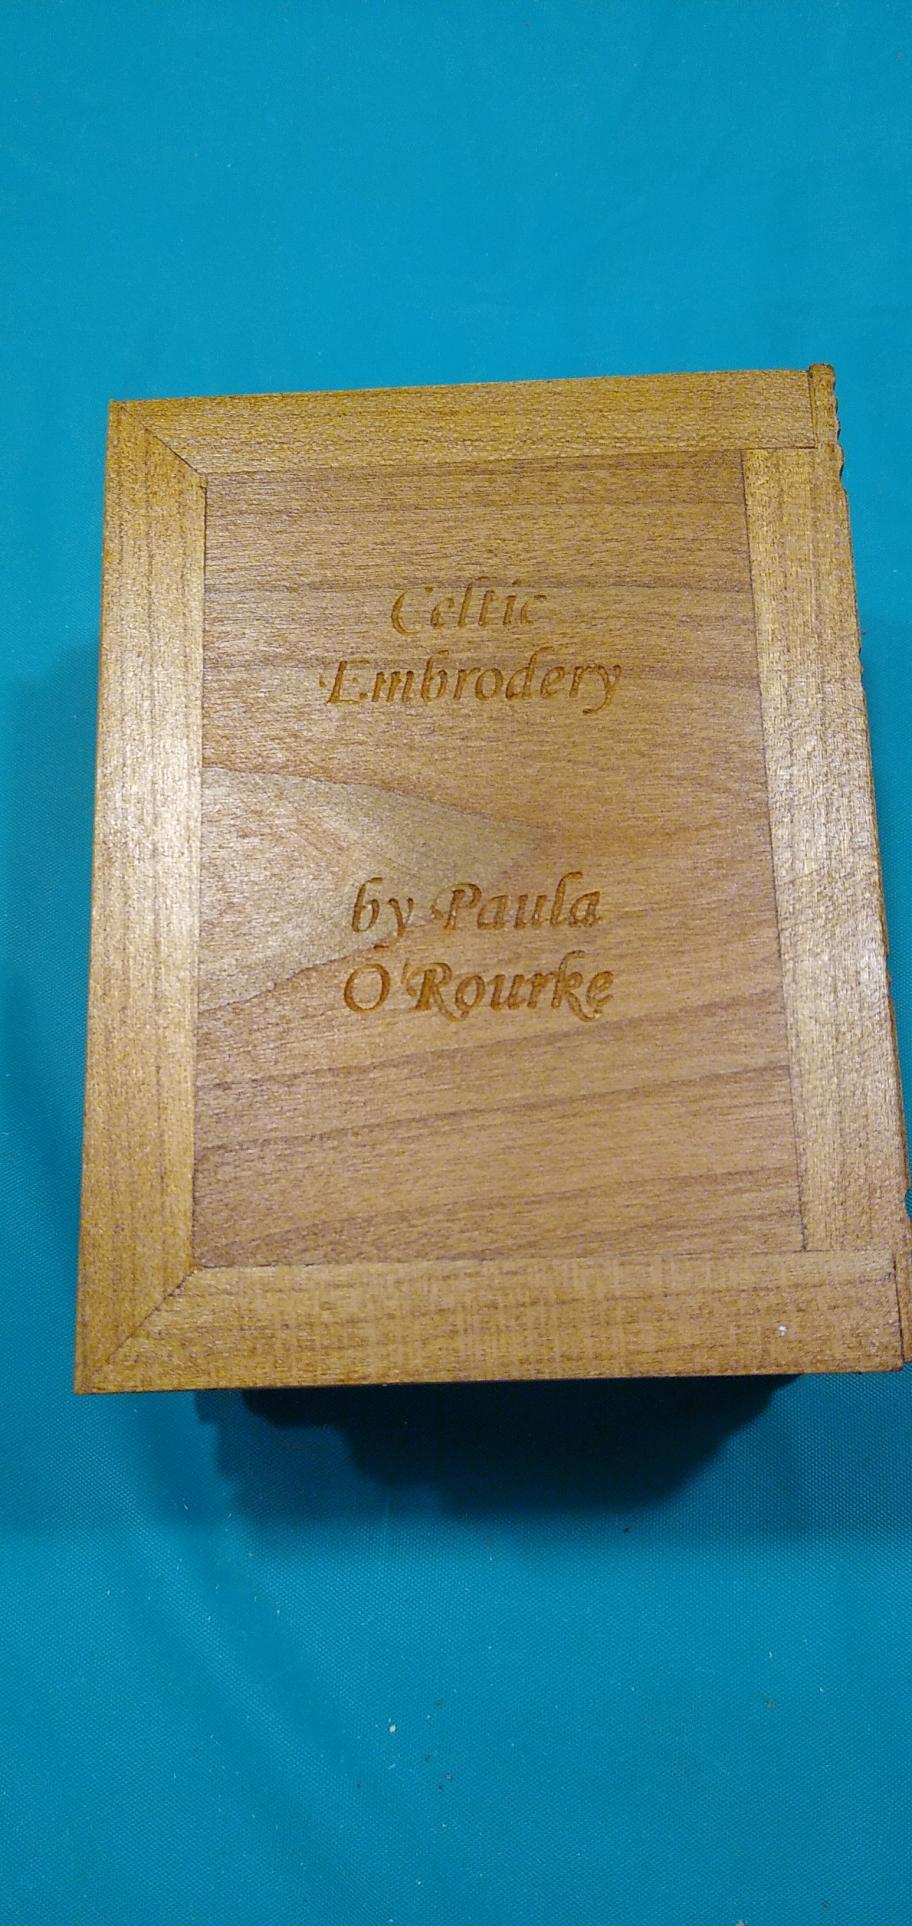 Celtic
Embrodery
by Paula
O'Rourke